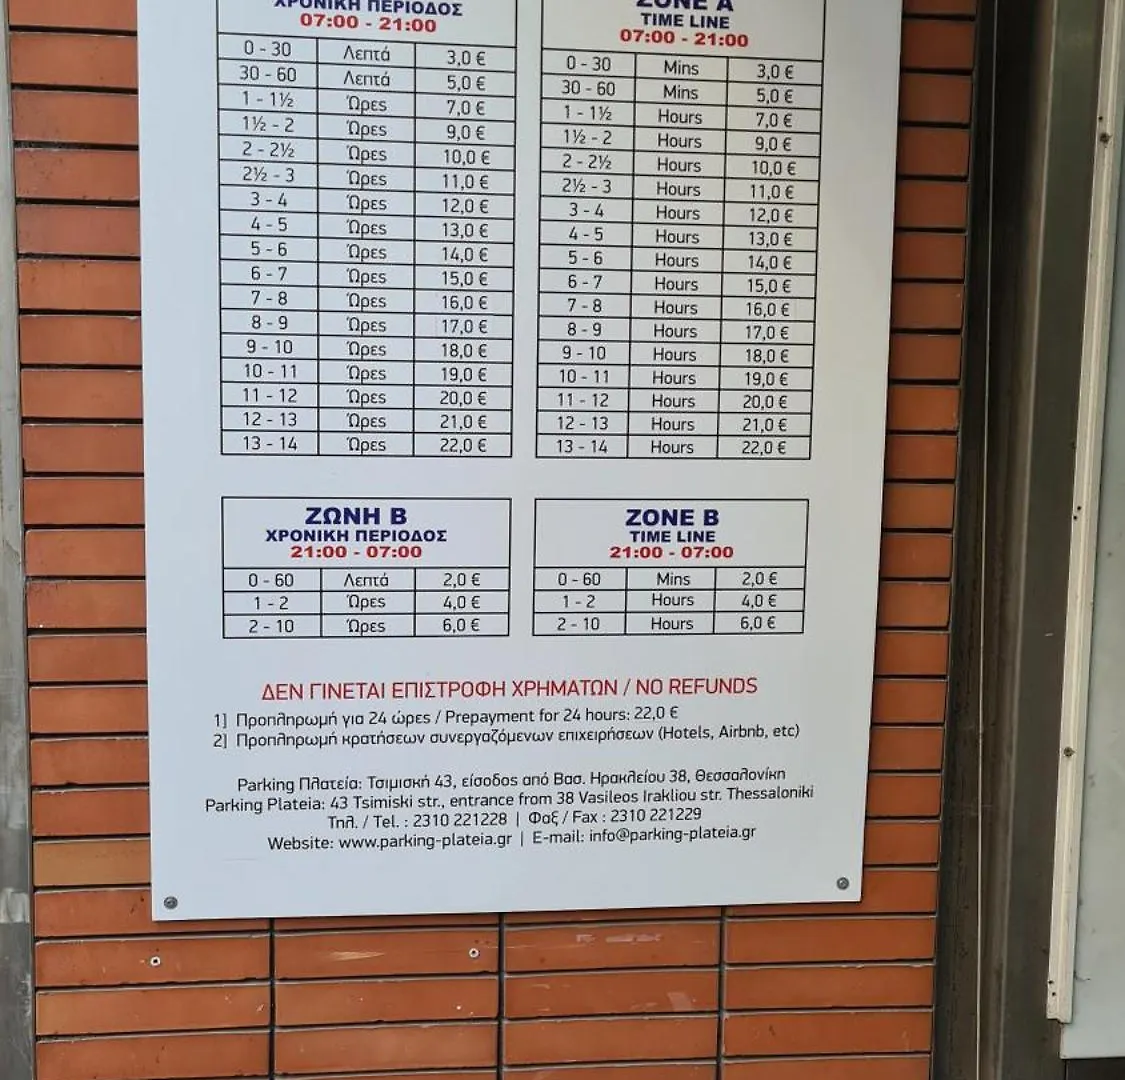 ΧΡΟΝΙΚΗ ΠΕΡΙΟΔΟΣ
07:00 - 21:00
0 - 30 Λεπτά 3,0 €
30 - 60 Λεπτά 5,0 €
1 - 1½ Ώρες 7,0 €
1½ - 2 Ώρες 9,0 €
2 - 2½ Ώρες 10,0 €
2½ - 3 Ώρες 11,0 €
3 - 4 Ώρες 12,0 €
4 - 5 Ώρες 13,0 €
5 - 6 Ώρες 14,0 €
6 - 7 Ώρες 15,0 €
7 - 8 Ώρες 16,0 €
8 - 9 Ώρες 17,0 €
9 - 10 Ώρες 18,0 €
10 - 11 Ώρες 19,0 €
11 - 12 Ώρες 20,0 €
12 - 13 Ώρες 21,0 €
13 - 14 Ώρες 22,0 €
ZONE A
TIME LINE
07:00 - 21:00
0 - 30 Mins 3,0 €
30 - 60 Mins 5,0 €
1 - 1½ Hours 7,0 €
1½ - 2 Hours 9,0 €
2 - 2½ Hours 10,0 €
2½ - 3 Hours 11,0 €
3 - 4 Hours 12,0 €
4 - 5 Hours 13,0 €
5 - 6 Hours 14,0 €
6 - 7 Hours 15,0 €
7 - 8 Hours 16,0 €
8 - 9 Hours 17,0 €
9 - 10 Hours 18,0 €
10 - 11 Hours 19,0 €
11 - 12 Hours 20,0 €
12 - 13 Hours 21,0 €
13 - 14 Hours 22,0 €
ΖΩΝΗ Β
ΧΡΟΝΙΚΗ ΠΕΡΙΟΔΟΣ
21:00 - 07:00
0 - 60 Λεπτά 2,0 €
1 - 2 Ώρες 4,0 €
2 - 10 Ώρες 6,0 €
ZONE B
TIME LINE
21:00 - 07:00
0 - 60 Mins 2,0 €
1 - 2 Hours 4,0 €
2 - 10 Hours 6,0 €
ΔΕΝ ΓΙΝΕΤΑΙ ΕΠΙΣΤΡΟΦΗ ΧΡΗΜΑΤΩΝ / NO REFUNDS
1] Προπληρωμή για 24 ώρες / Prepayment for 24 hours: 22,0 €
2] Προπληρωμή κρατήσεων συνεργαζόμενων επιχειρήσεων (Hotels, Airbnb, etc)
Parking Πλατεία: Τσιμισκή 43, είσοδος από Βασ. Ηρακλείου 38, Θεσσαλονίκη
Parking Plateia: 43 Tsimiski str., entrance from 38 Vasileos Irakliou str. Thessaloniki
Τηλ. / Tel. : 2310 221228 | Φαξ / Fax : 2310 221229
Website: www.parking-plateia.gr | E-mail: info@parking-plateia.gr